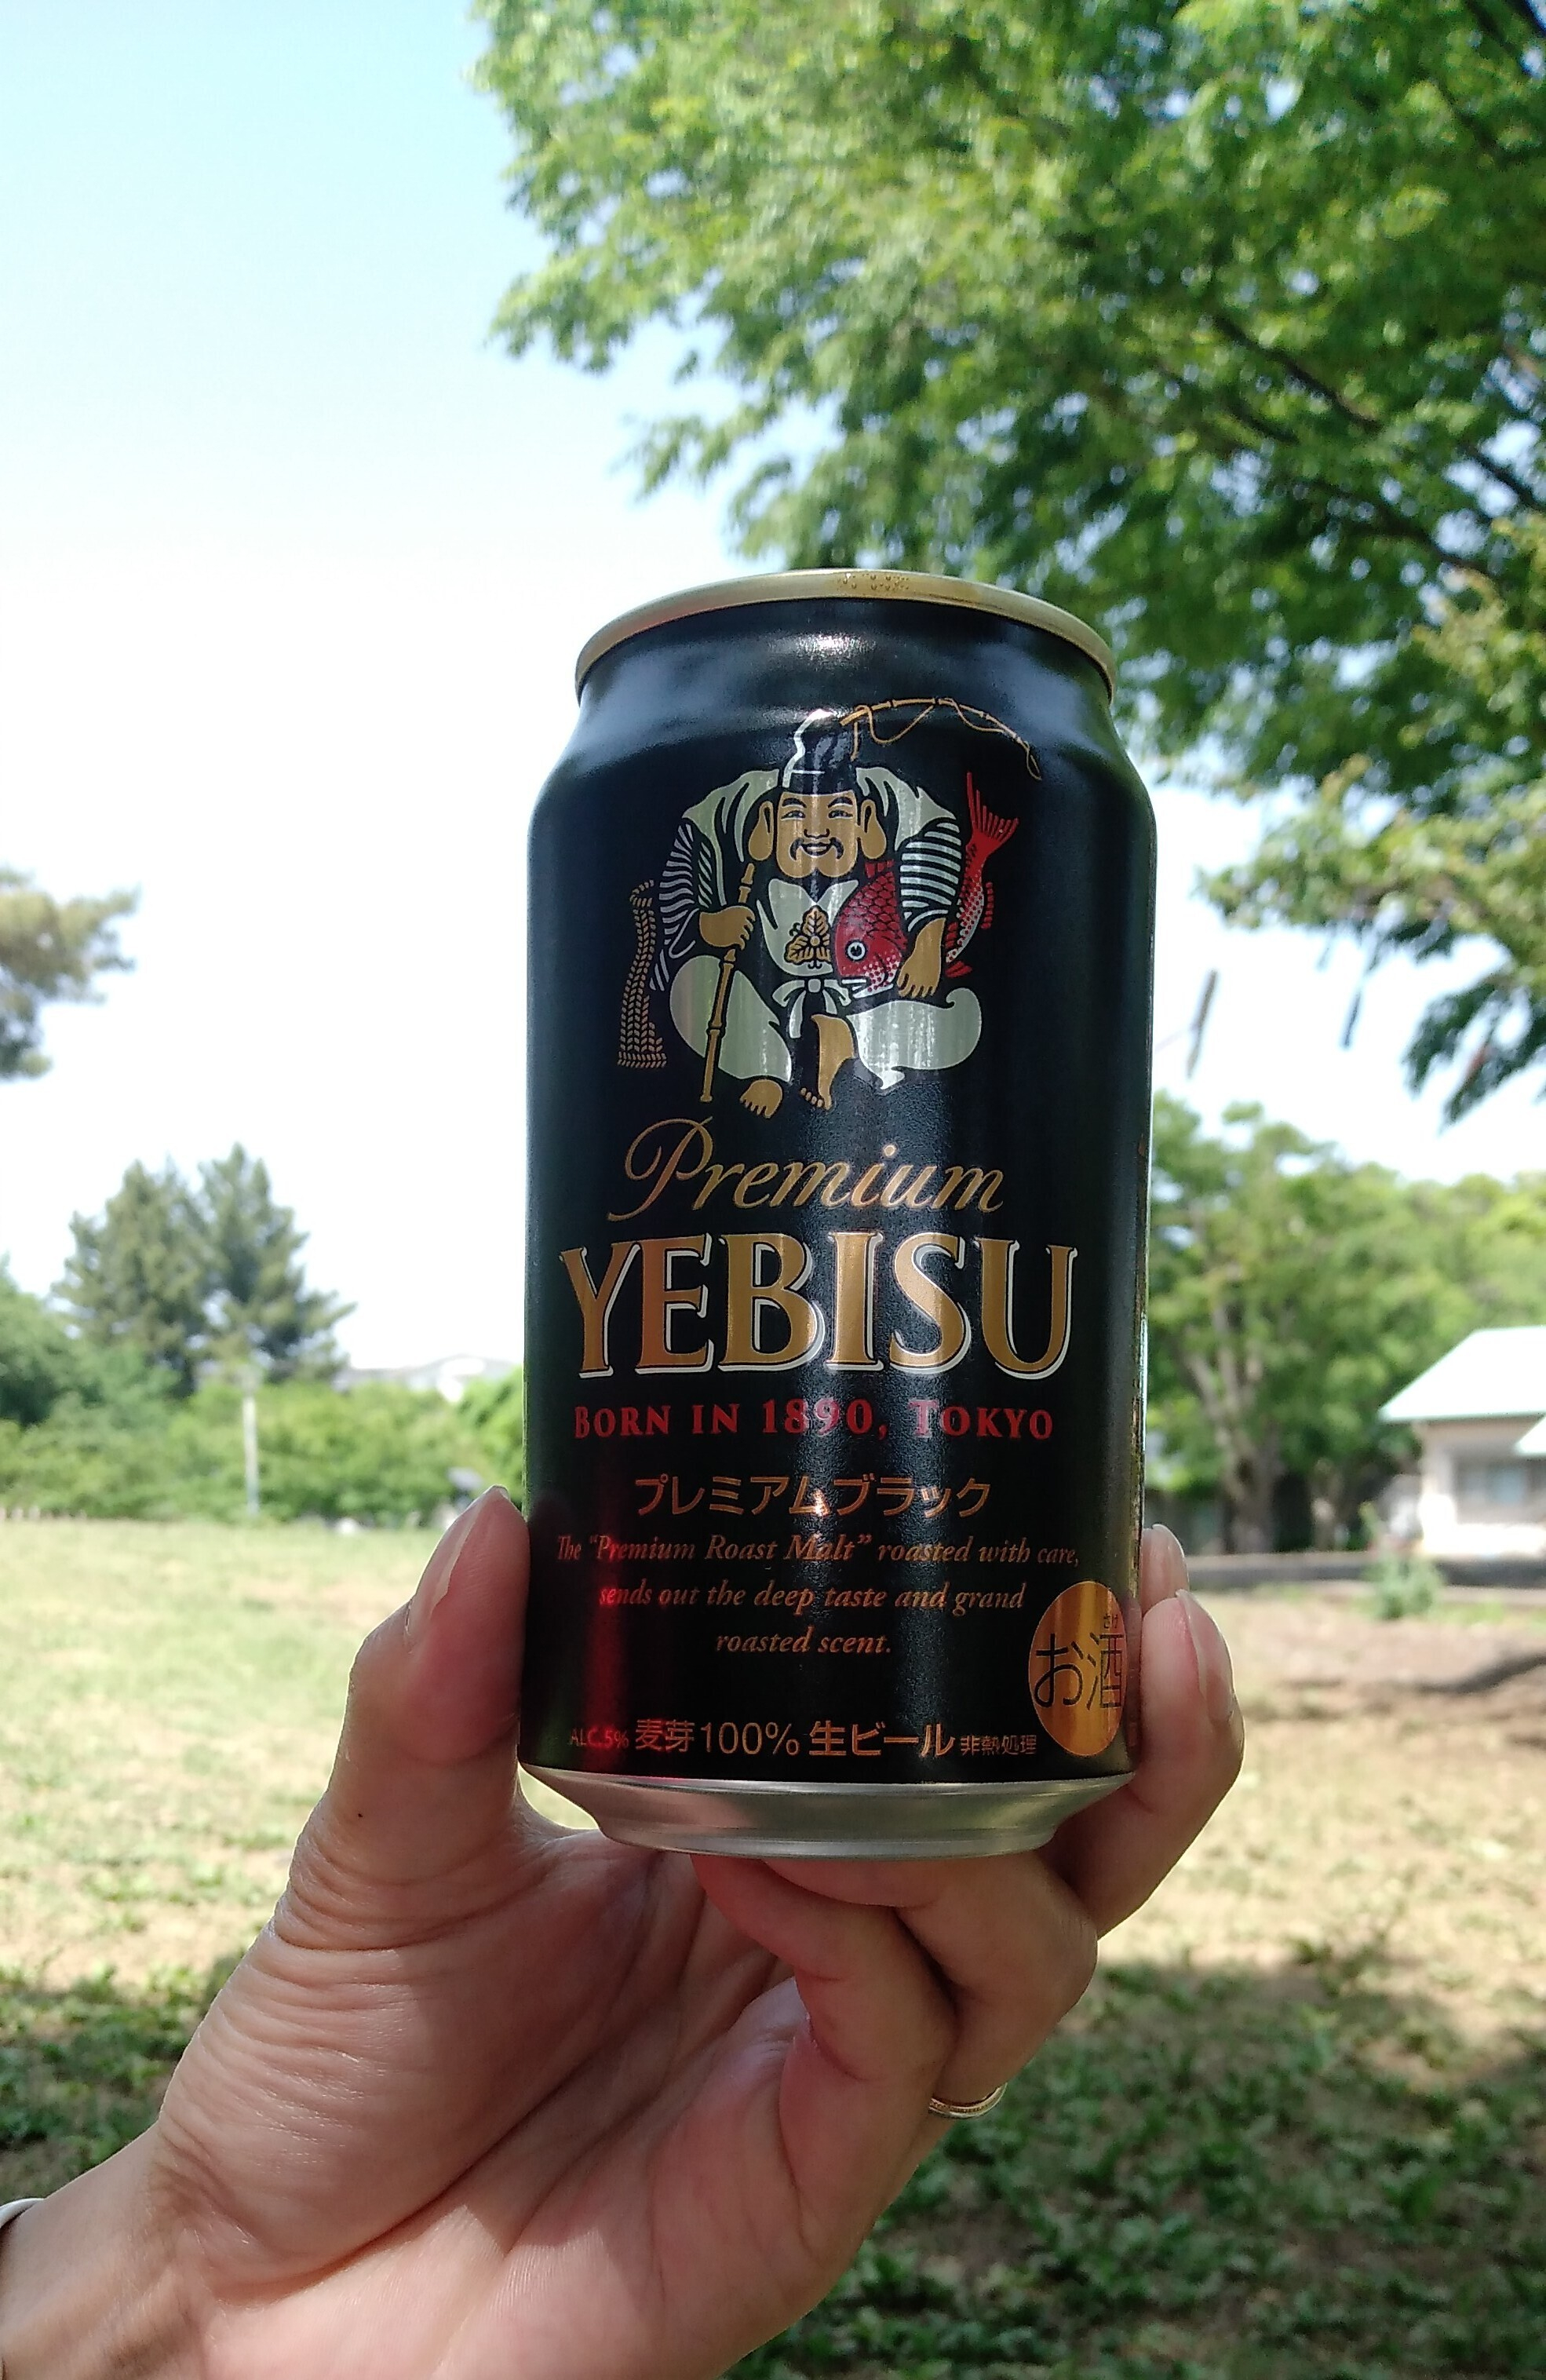 Premium
YEBISU
BORN IN 1890, TOKYO
プレミアムブラック
The “Premium Roast Malt” roasted with care,
sends out the deep taste and grand
roasted scent.
さけ
お酒
ALC.5% 麦芽100% 生ビール 非熱処理